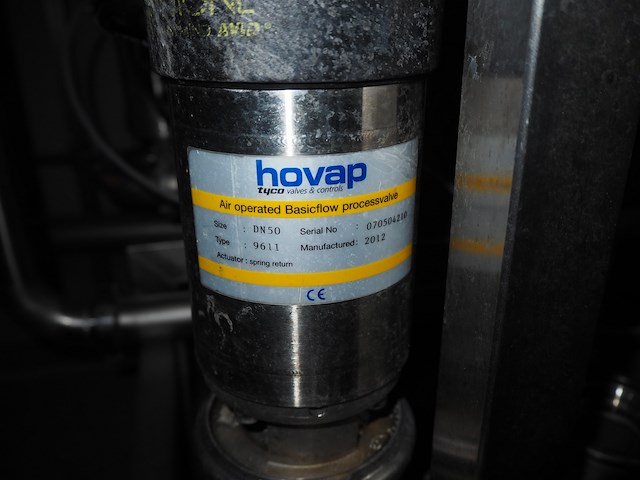 hovap
tyco valves & controls
Air operated Basicflow processvalve
Size : DN50 Serial No : 070504210
Type : 9611 Manufactured : 2012
Actuator : spring return
CE